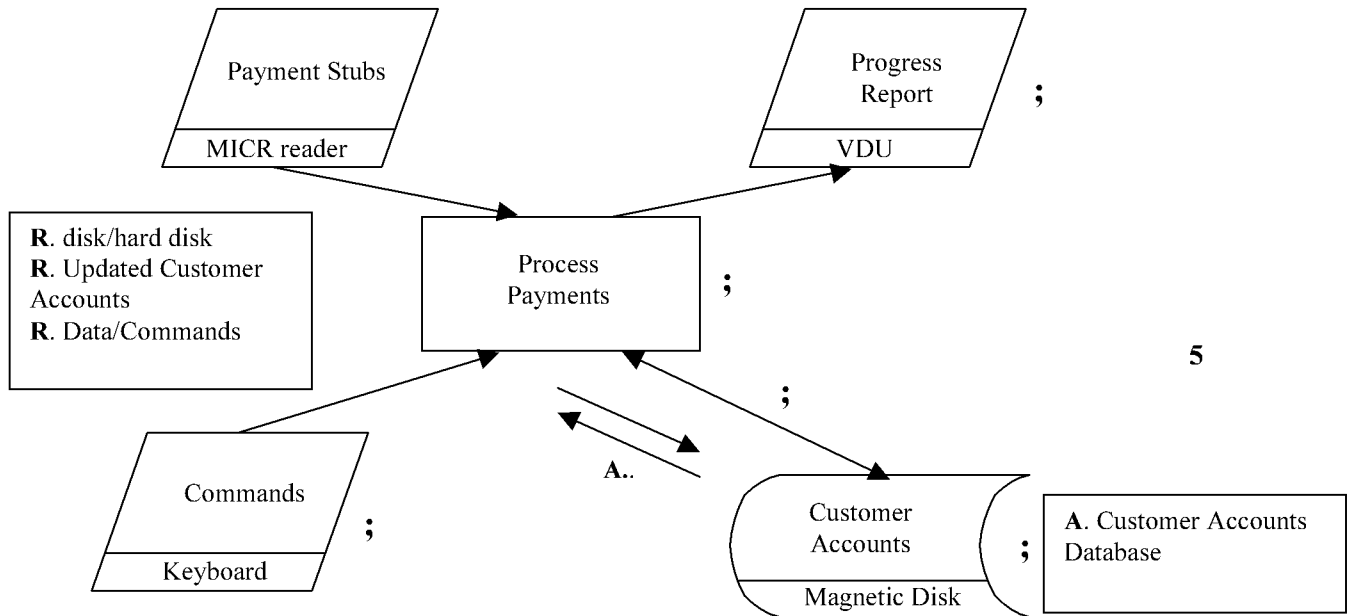 Payment Stubs
MICR reader
Progress
Report
VDU
;
R. disk/hard disk
R. Updated Customer
Accounts
R. Data/Commands
Process
Payments
;
5
;
A..
Commands
Keyboard
;
Customer
Accounts
Magnetic Disk
;
A. Customer Accounts
Database